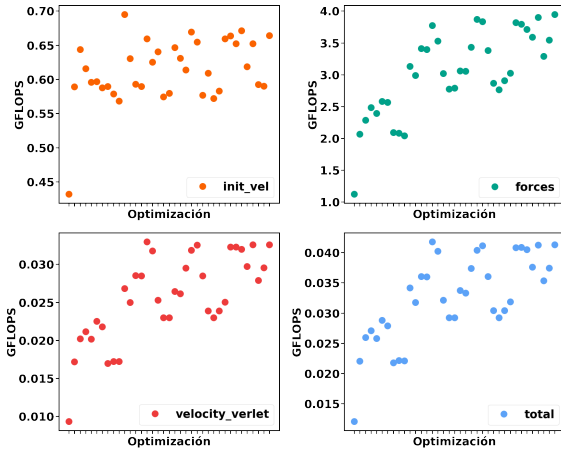 0.70
0.65
0.60
0.55
0.50
0.45
GFLOPS
init_vel
Optimización
4.0
3.5
3.0
2.5
2.0
1.5
1.0
GFLOPS
forces
Optimización
0.030
0.025
0.020
0.015
0.010
GFLOPS
velocity_verlet
Optimización
0.040
0.035
0.030
0.025
0.020
0.015
GFLOPS
total
Optimización